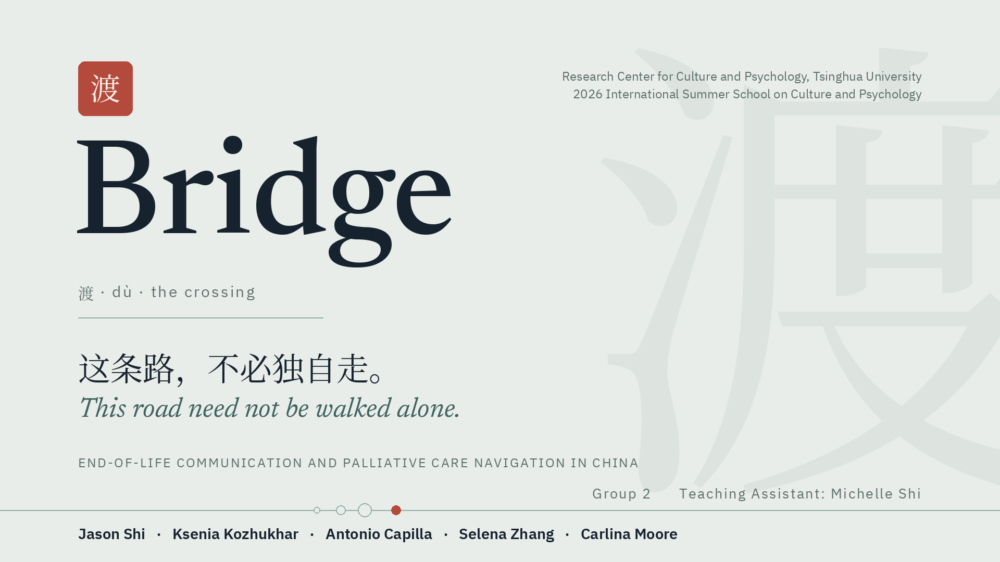 渡
Research Center for Culture and Psychology, Tsinghua University
2026 International Summer School on Culture and Psychology
Bridge
渡 · dù · the crossing
这条路，不必独自走。
This road need not be walked alone.
END-OF-LIFE COMMUNICATION AND PALLIATIVE CARE NAVIGATION IN CHINA
Group 2 Teaching Assistant: Michelle Shi
Jason Shi · Ksenia Kozhukhar · Antonio Capilla · Selena Zhang · Carlina Moore
渡